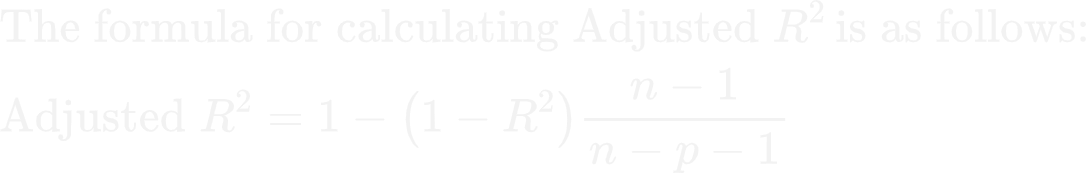 The formula for calculating Adjusted R² is as follows:
Adjusted R² = 1 − (1 − R²) (n − 1)/(n − p − 1)